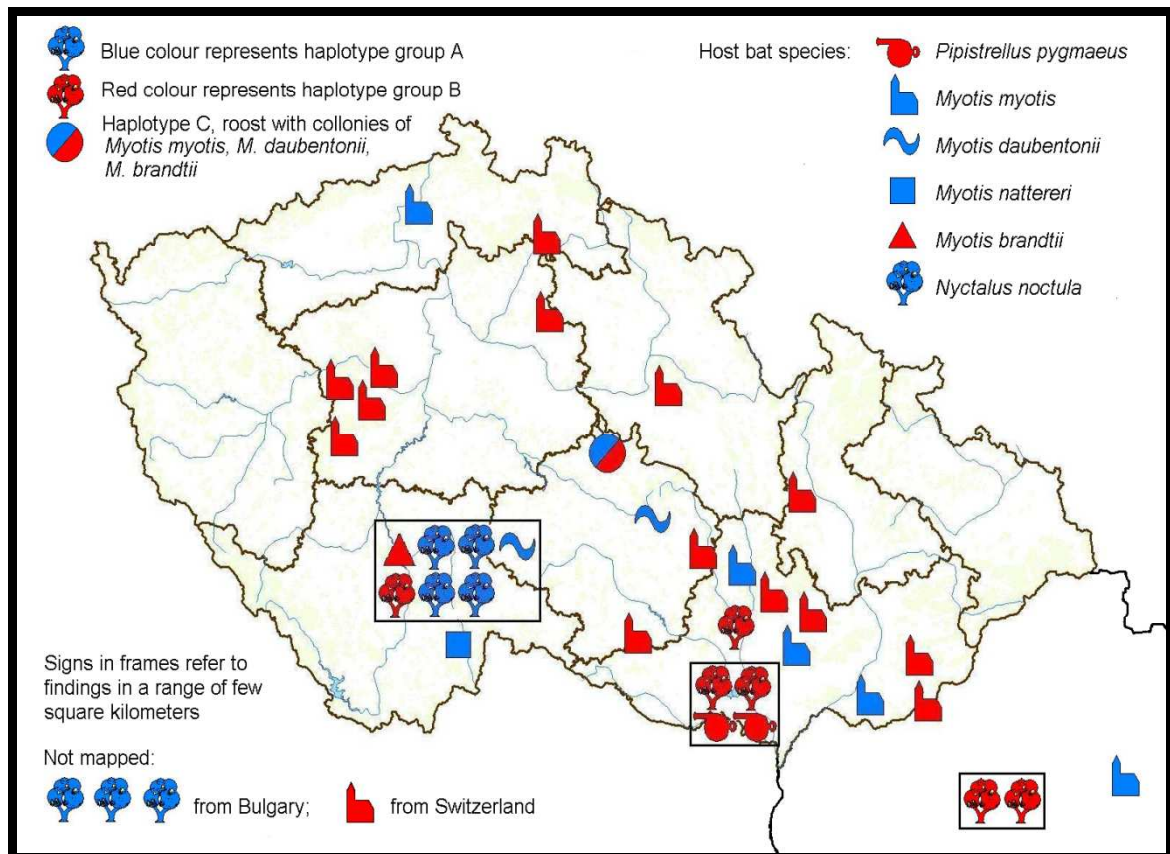 Blue colour represents haplotype group A
Red colour represents haplotype group B
Haplotype C, roost with collonies of
Myotis myotis, M. daubentonii,
M. brandtii
Host bat species:
Pipistrellus pygmaeus
Myotis myotis
Myotis daubentonii
Myotis nattereri
Myotis brandtii
Nyctalus noctula
Signs in frames refer to
findings in a range of few
square kilometers
Not mapped:
from Bulgary; from Switzerland